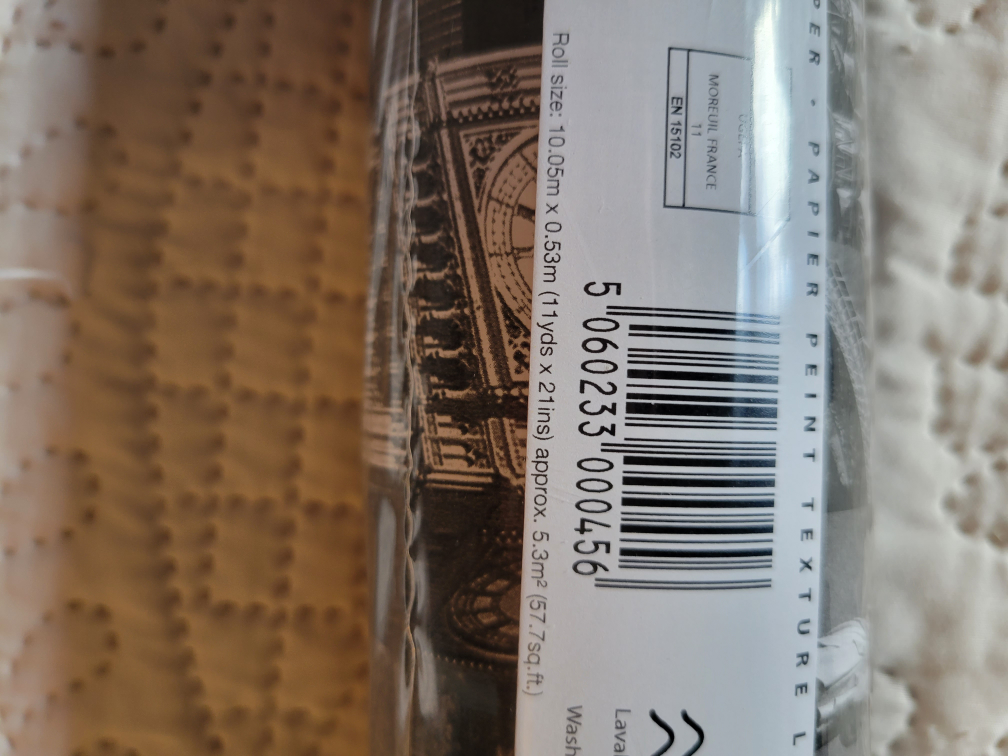 PER - PAPIER PEINT TEXTURE L
MOREUIL FRANCE
11
EN 15102
5 060233 000456
Roll size: 10.05m x 0.53m (11yds x 21ins) approx. 5.3m² (57.7sq.ft.)
Lava
Wash